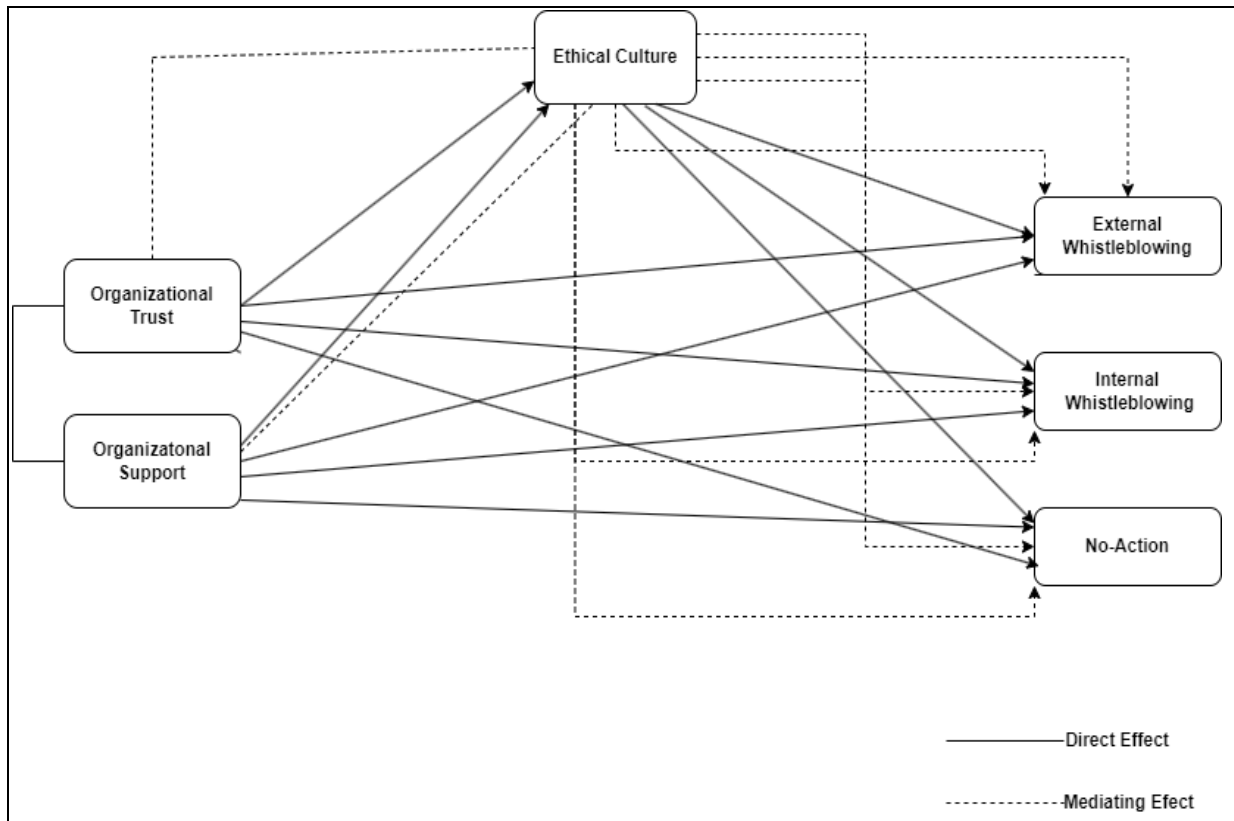 Ethical Culture
External
Whistleblowing
Organizational
Trust
Internal
Whistleblowing
Organizatonal
Support
No-Action
Direct Effect
Mediating Efect